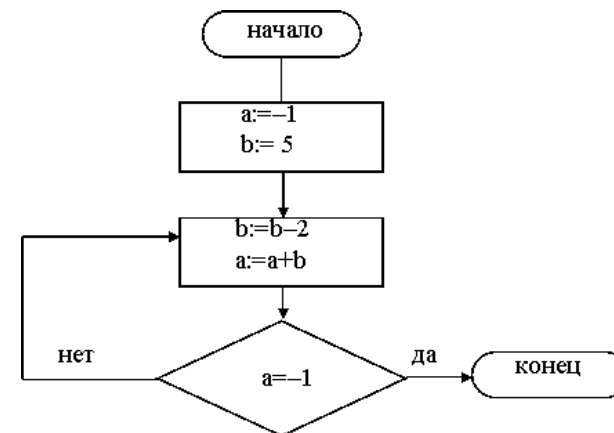 начало
a:=–1
b:= 5
b:=b–2
a:=a+b
нет
a=–1
да
конец